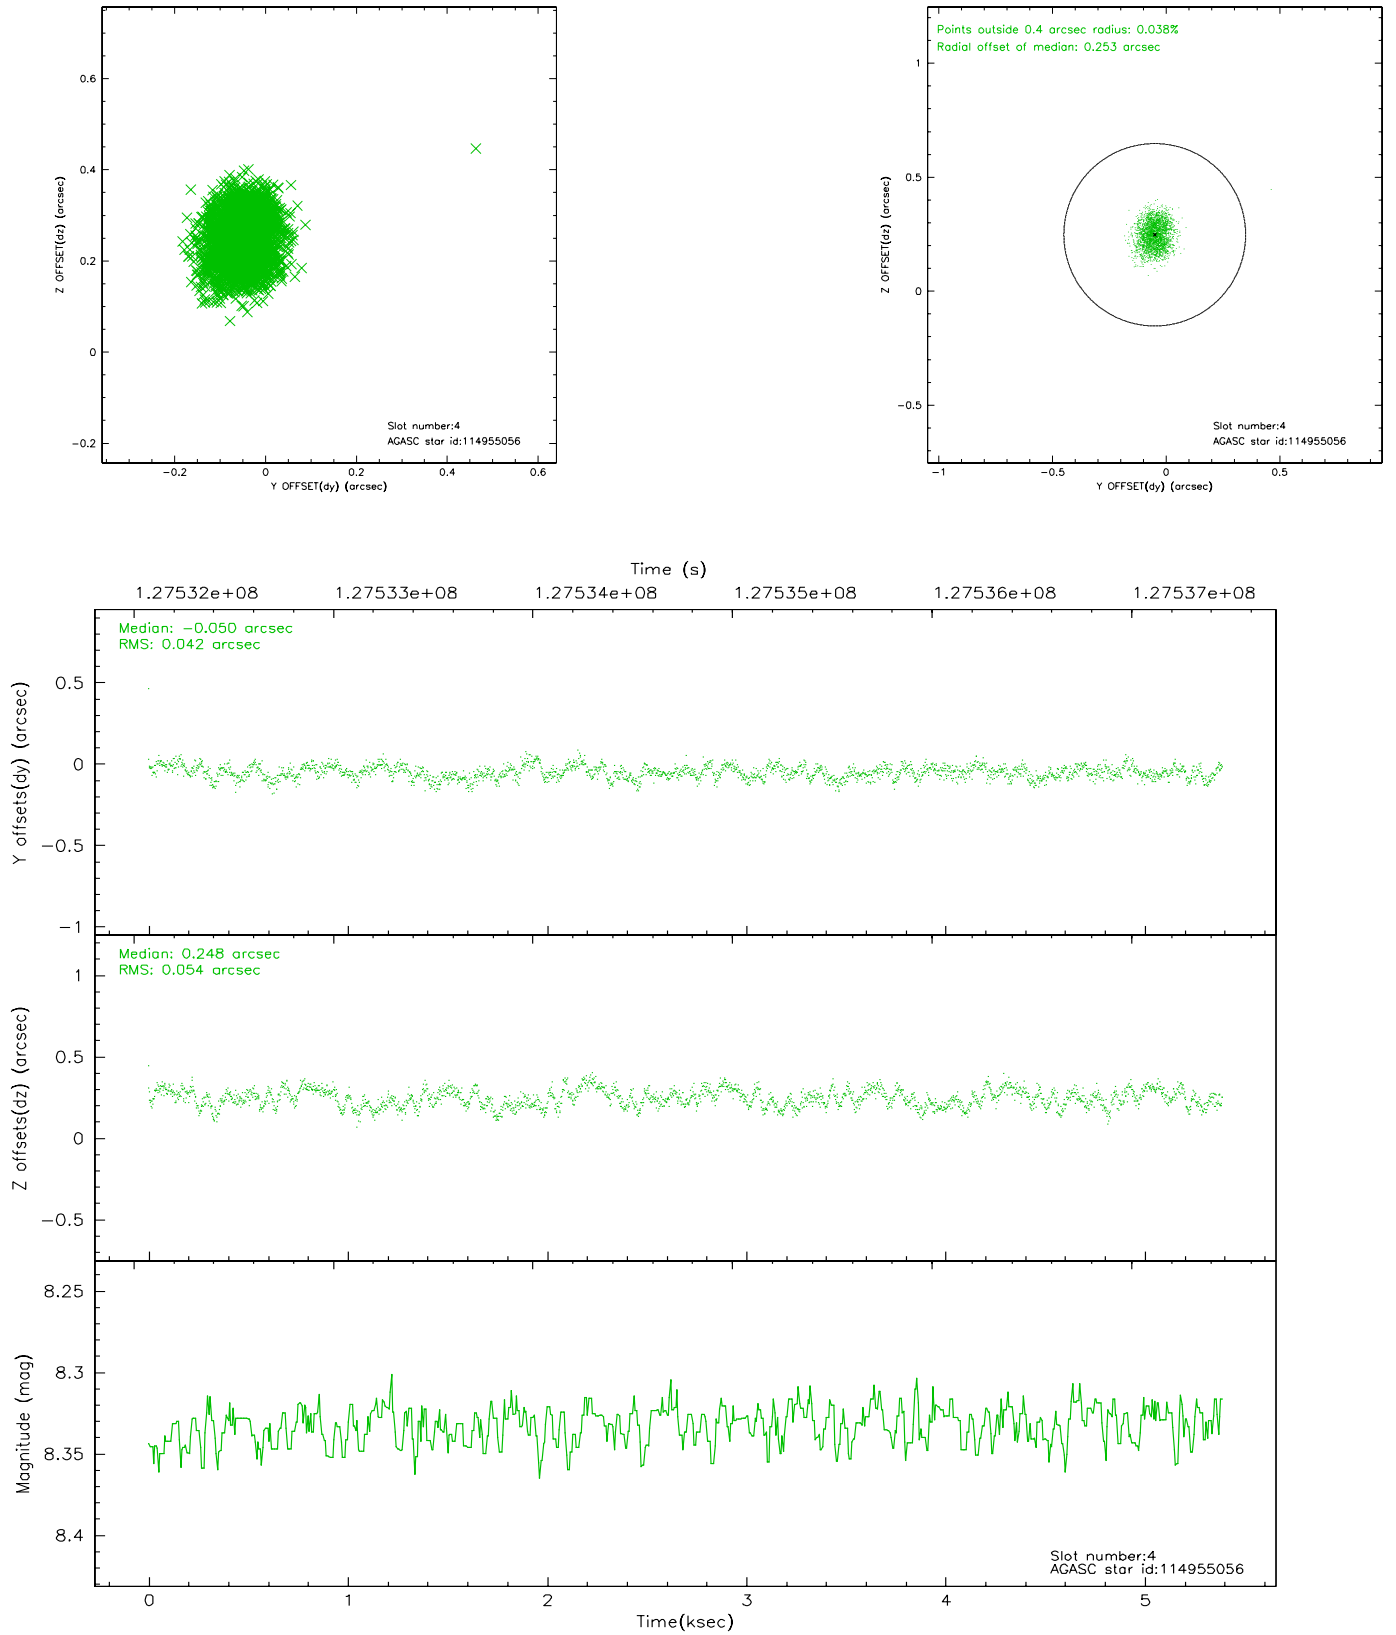 0.6
0.4
0.2
0
−0.2
−0.2
0
0.2
0.4
0.6
Z OFFSET(dz) (arcsec)
Y OFFSET(dy) (arcsec)
Slot number:4
AGASC star id:114955056
Points outside 0.4 arcsec radius: 0.038%
Radial offset of median: 0.253 arcsec
1
0.5
0
−0.5
−1
−0.5
0
0.5
Z OFFSET(dz) (arcsec)
Y OFFSET(dy) (arcsec)
Slot number:4
AGASC star id:114955056
Time (s)
1.27532e+08
1.27533e+08
1.27534e+08
1.27535e+08
1.27536e+08
1.27537e+08
Median: −0.050 arcsec
RMS: 0.042 arcsec
0.5
0
−0.5
−1
Y offsets(dy) (arcsec)
Median: 0.248 arcsec
RMS: 0.054 arcsec
1
0.5
0
−0.5
Z offsets(dz) (arcsec)
8.25
8.3
8.35
8.4
Magnitude (mag)
Slot number:4
AGASC star id:114955056
0
1
2
3
4
5
Time(ksec)